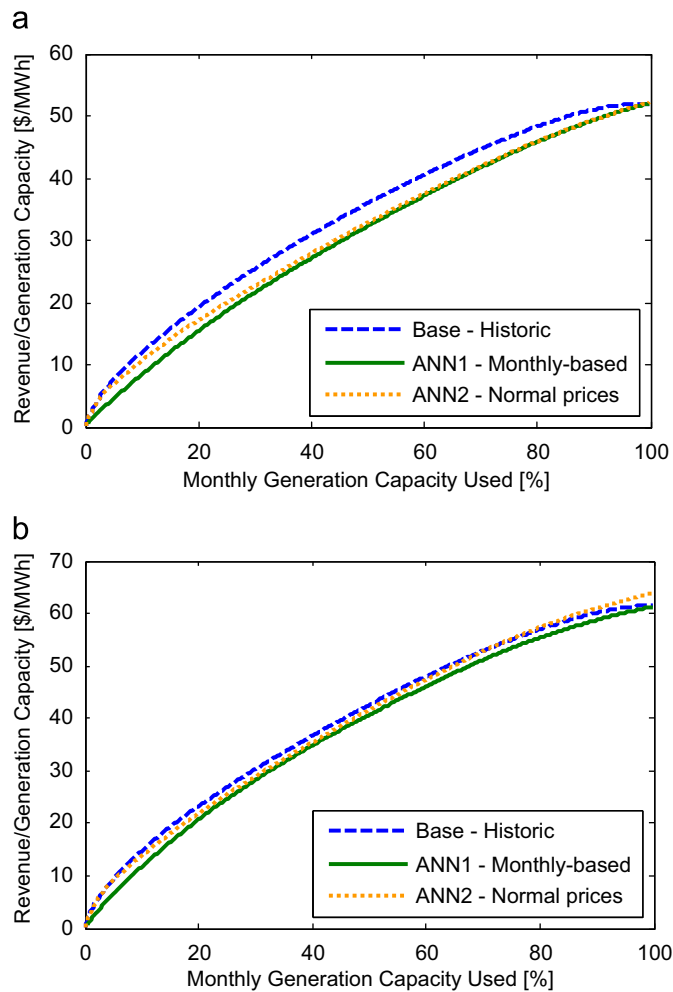 a
Revenue/Generation Capacity [$/MWh]
60
50
40
30
20
10
0
Base - Historic
ANN1 - Monthly-based
ANN2 - Normal prices
0 20 40 60 80 100
Monthly Generation Capacity Used [%]
b
Revenue/Generation Capacity [$/MWh]
70
60
50
40
30
20
10
0
Base - Historic
ANN1 - Monthly-based
ANN2 - Normal prices
0 20 40 60 80 100
Monthly Generation Capacity Used [%]